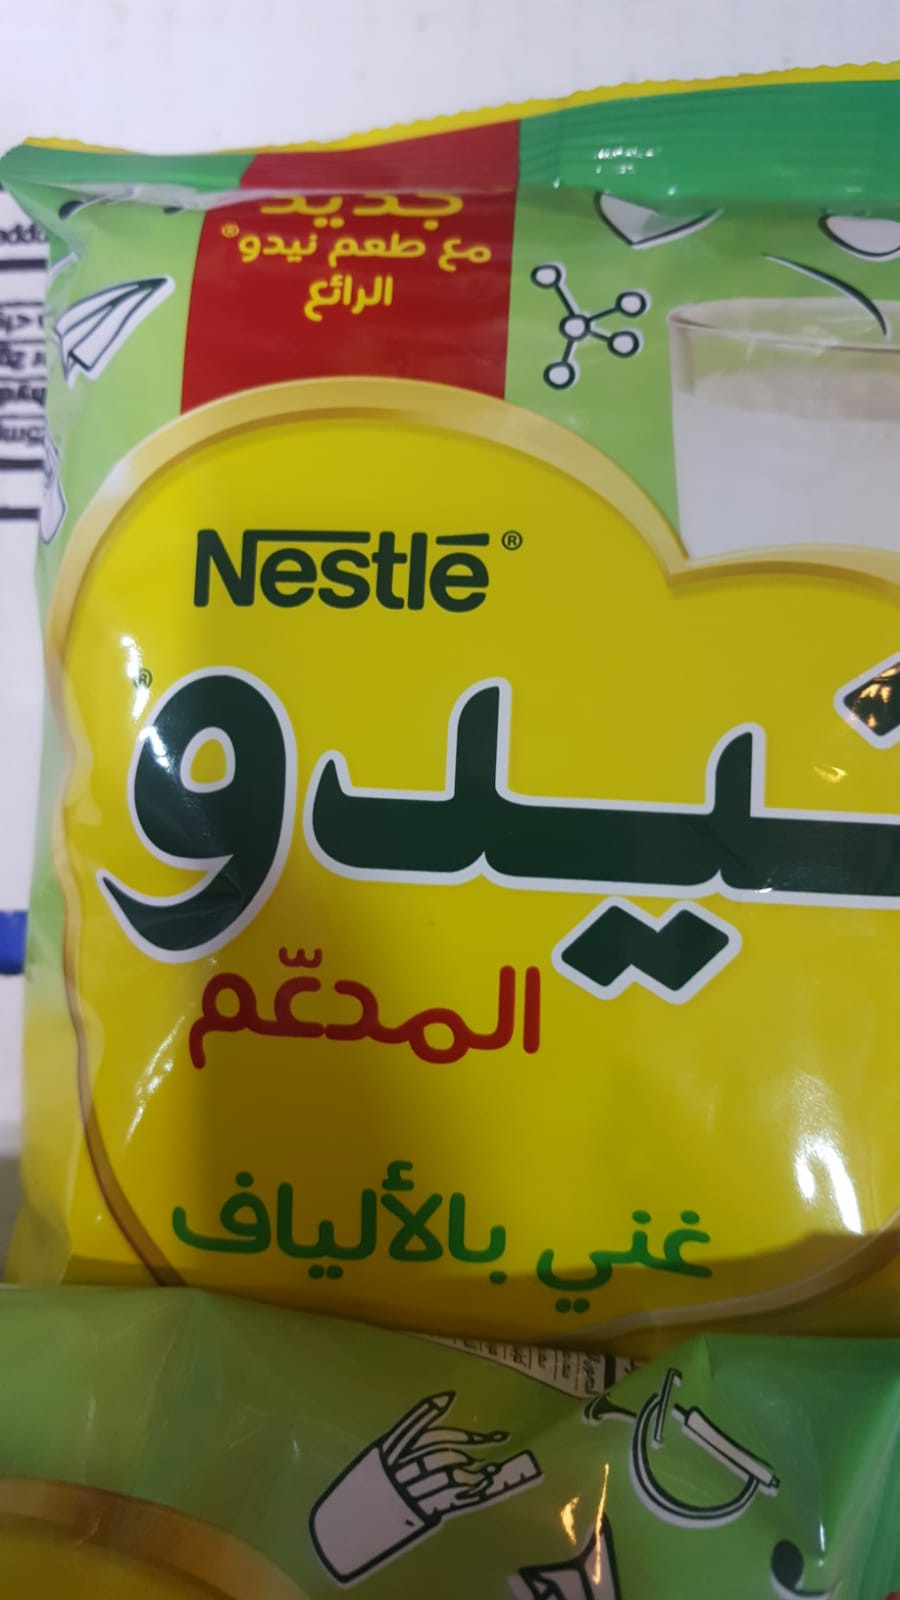 جديد
مع طعم نيدو®
الرائع
Nestlé®
نيدو®
المدعّم
غني بالألياف